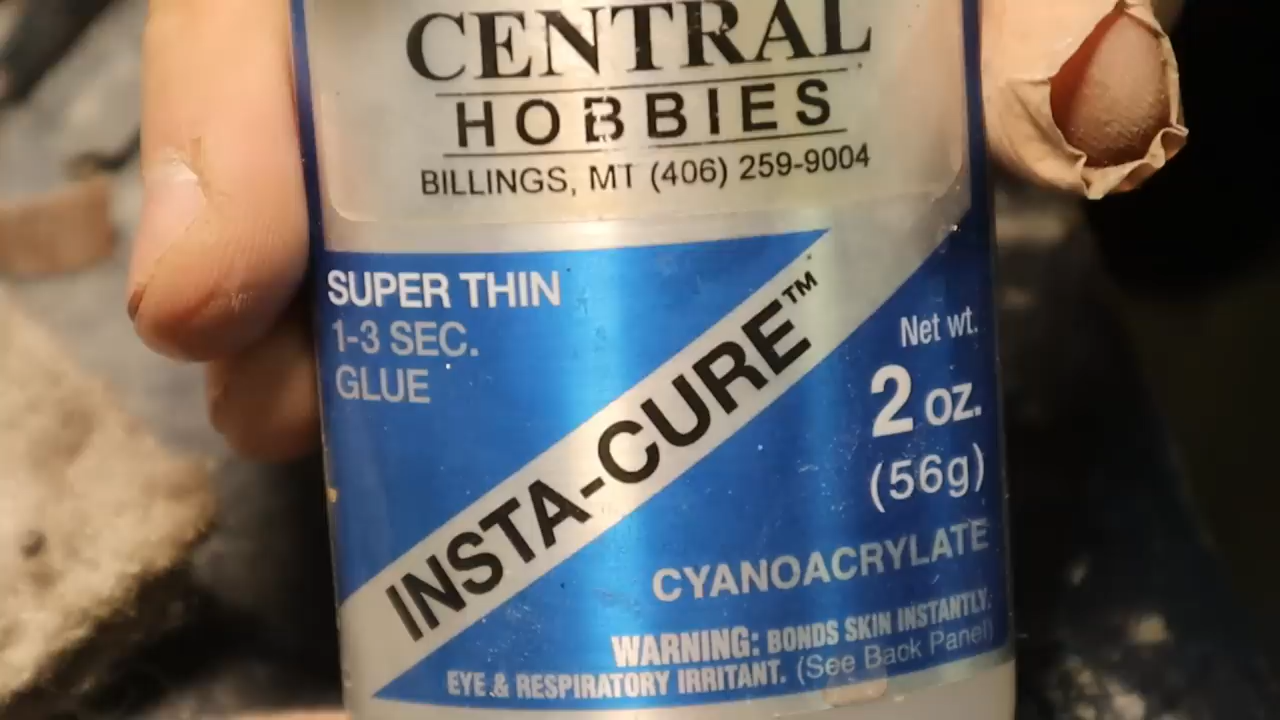 CENTRAL
HOBBIES
BILLINGS, MT (406) 259-9004
SUPER THIN
1-3 SEC.
GLUE
INSTA-CURE™
Net wt.
2 oz.
(56g)
CYANOACRYLATE
WARNING: BONDS SKIN INSTANTLY.
EYE & RESPIRATORY IRRITANT. (See Back Panel)